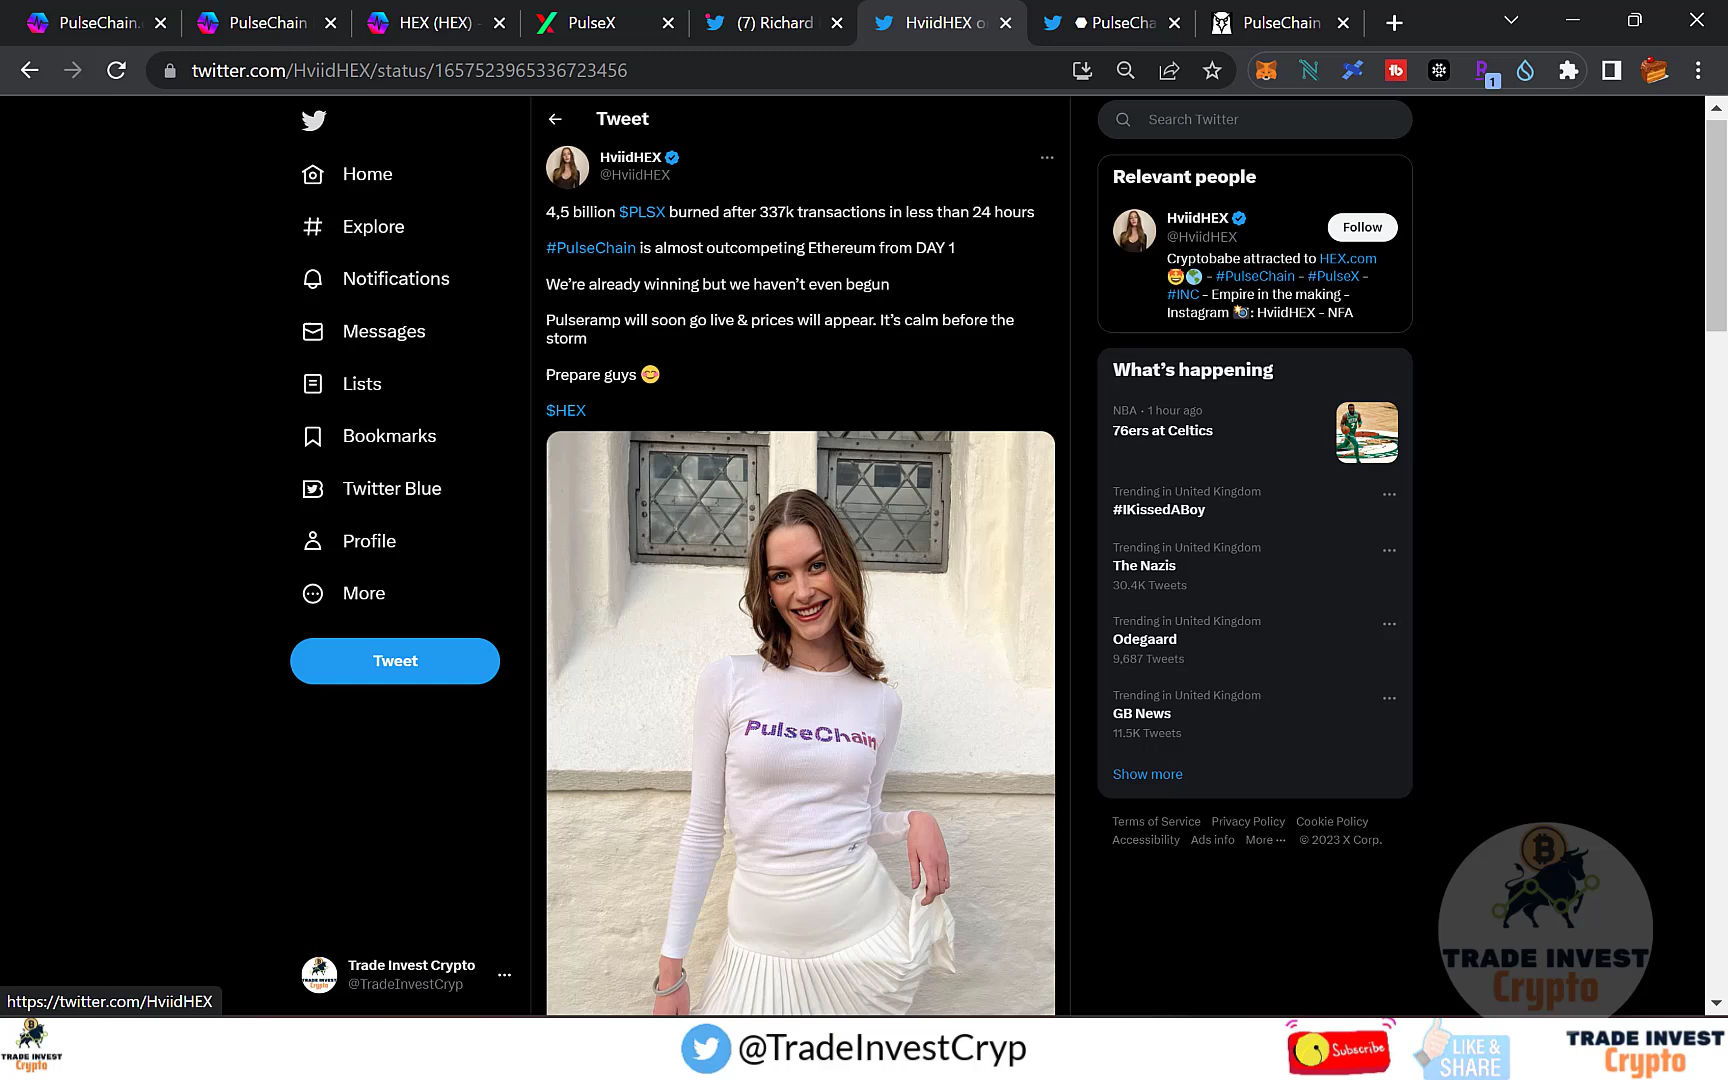 PulseChain.
PulseChain
HEX (HEX) -
PulseX
(7) Richard
HviidHEX o
PulseCha
PulseChain
twitter.com/HviidHEX/status/1657523965336723456
1
Home
Explore
Notifications
Messages
Lists
Bookmarks
Twitter Blue
Profile
More
Tweet
Trade Invest Crypto
@TradeInvestCryp
https://twitter.com/HviidHEX
Tweet
HviidHEX
@HviidHEX
4,5 billion $PLSX burned after 337k transactions in less than 24 hours
#PulseChain is almost outcompeting Ethereum from DAY 1
We're already winning but we haven't even begun
Pulseramp will soon go live & prices will appear. It's calm before the
storm
Prepare guys 😊
$HEX
PulseChain
Search Twitter
Relevant people
HviidHEX
@HviidHEX
Follow
Cryptobabe attracted to HEX.com
🤩🌎 - #PulseChain - #PulseX -
#INC - Empire in the making -
Instagram 📸: HviidHEX - NFA
What's happening
NBA · 1 hour ago
76ers at Celtics
Trending in United Kingdom
#IKissedABoy
Trending in United Kingdom
The Nazis
30.4K Tweets
Trending in United Kingdom
Odegaard
9,687 Tweets
Trending in United Kingdom
GB News
11.5K Tweets
Show more
Terms of Service Privacy Policy Cookie Policy
Accessibility Ads info More ··· © 2023 X Corp.
TRADE INVEST
Crypto
@TradeInvestCryp
Subscribe
LIKE &
SHARE
TRADE INVEST
Crypto